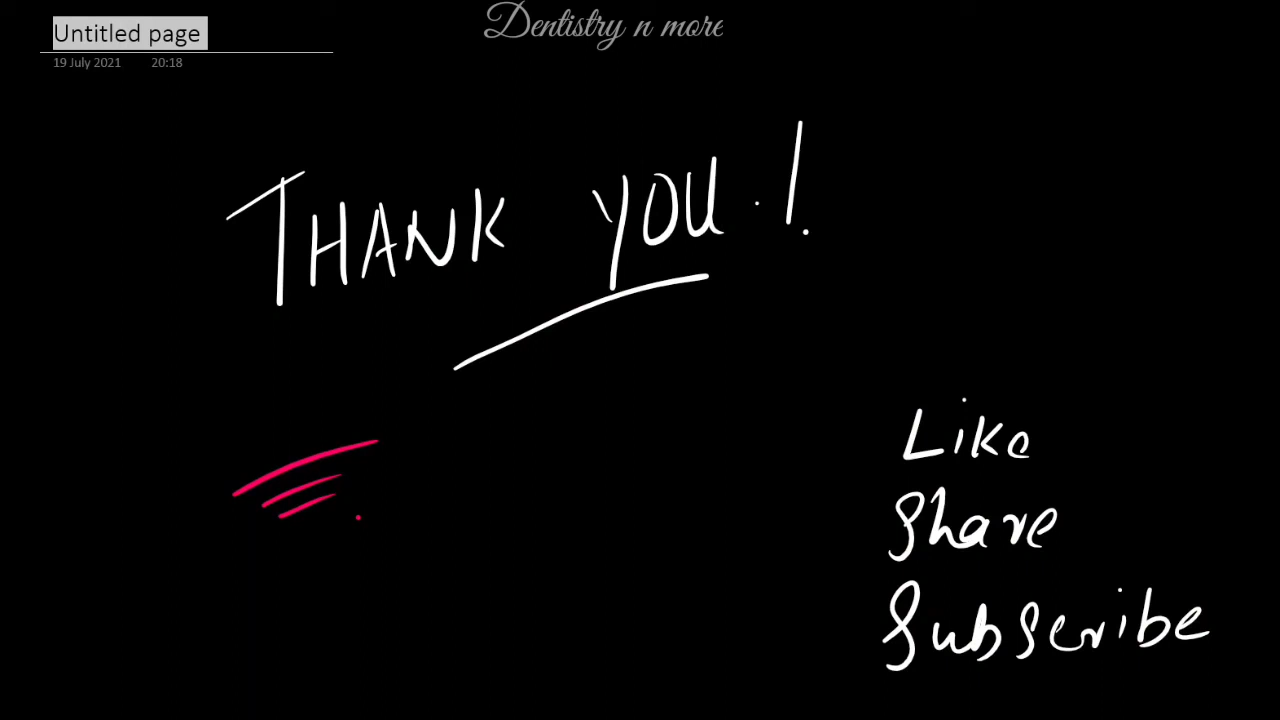 Untitled page
Dentistry n more
19 July 2021 20:18
THANK YOU !
Like
Share
Subscribe